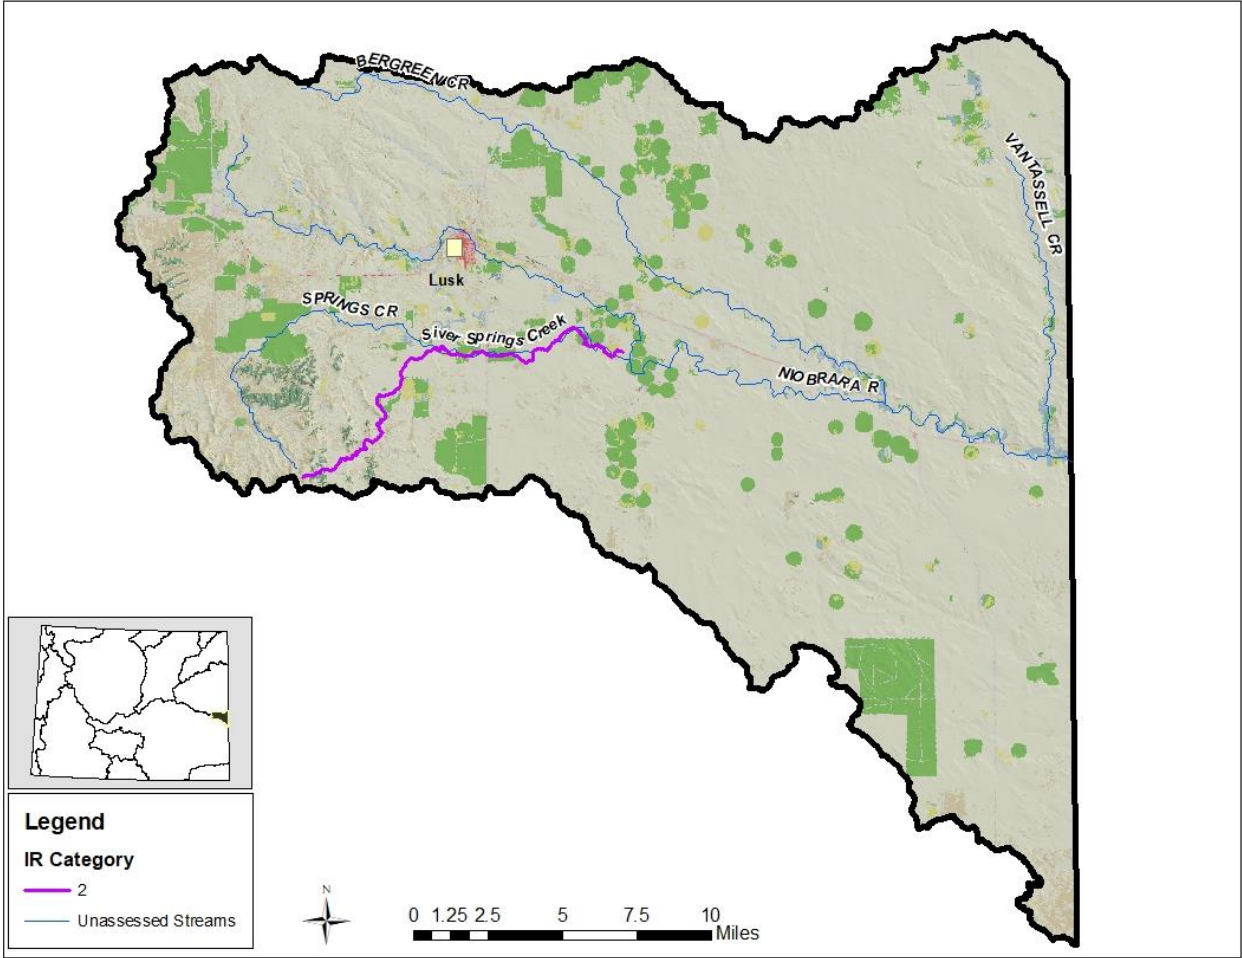 BERGREEN CR
VANTASSELL CR
Lusk
SPRINGS CR
Siver Springs Creek
NIOBRARA R
Legend
IR Category
2
Unassessed Streams
N
0 1.25 2.5 5 7.5 10
Miles